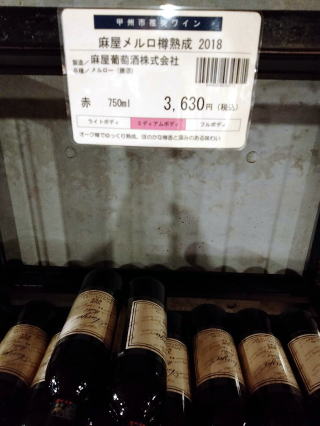 甲州市推奨ワイン
麻屋メルロ樽熟成 2018
製造／麻屋葡萄酒株式会社
品種／メルロー（勝沼）
赤 750ml 3,630円（税込）
ライトボディ ミディアムボディ フルボディ
オーク樽でゆっくり熟成。ほのかな樽香と深みのある味わい